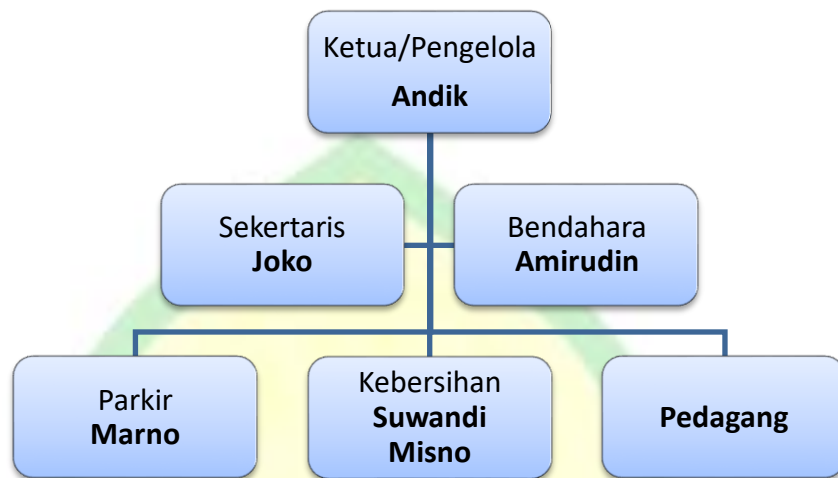 Ketua/Pengelola
Andik
Sekertaris
Joko
Bendahara
Amirudin
Parkir
Marno
Kebersihan
Suwandi
Misno
Pedagang